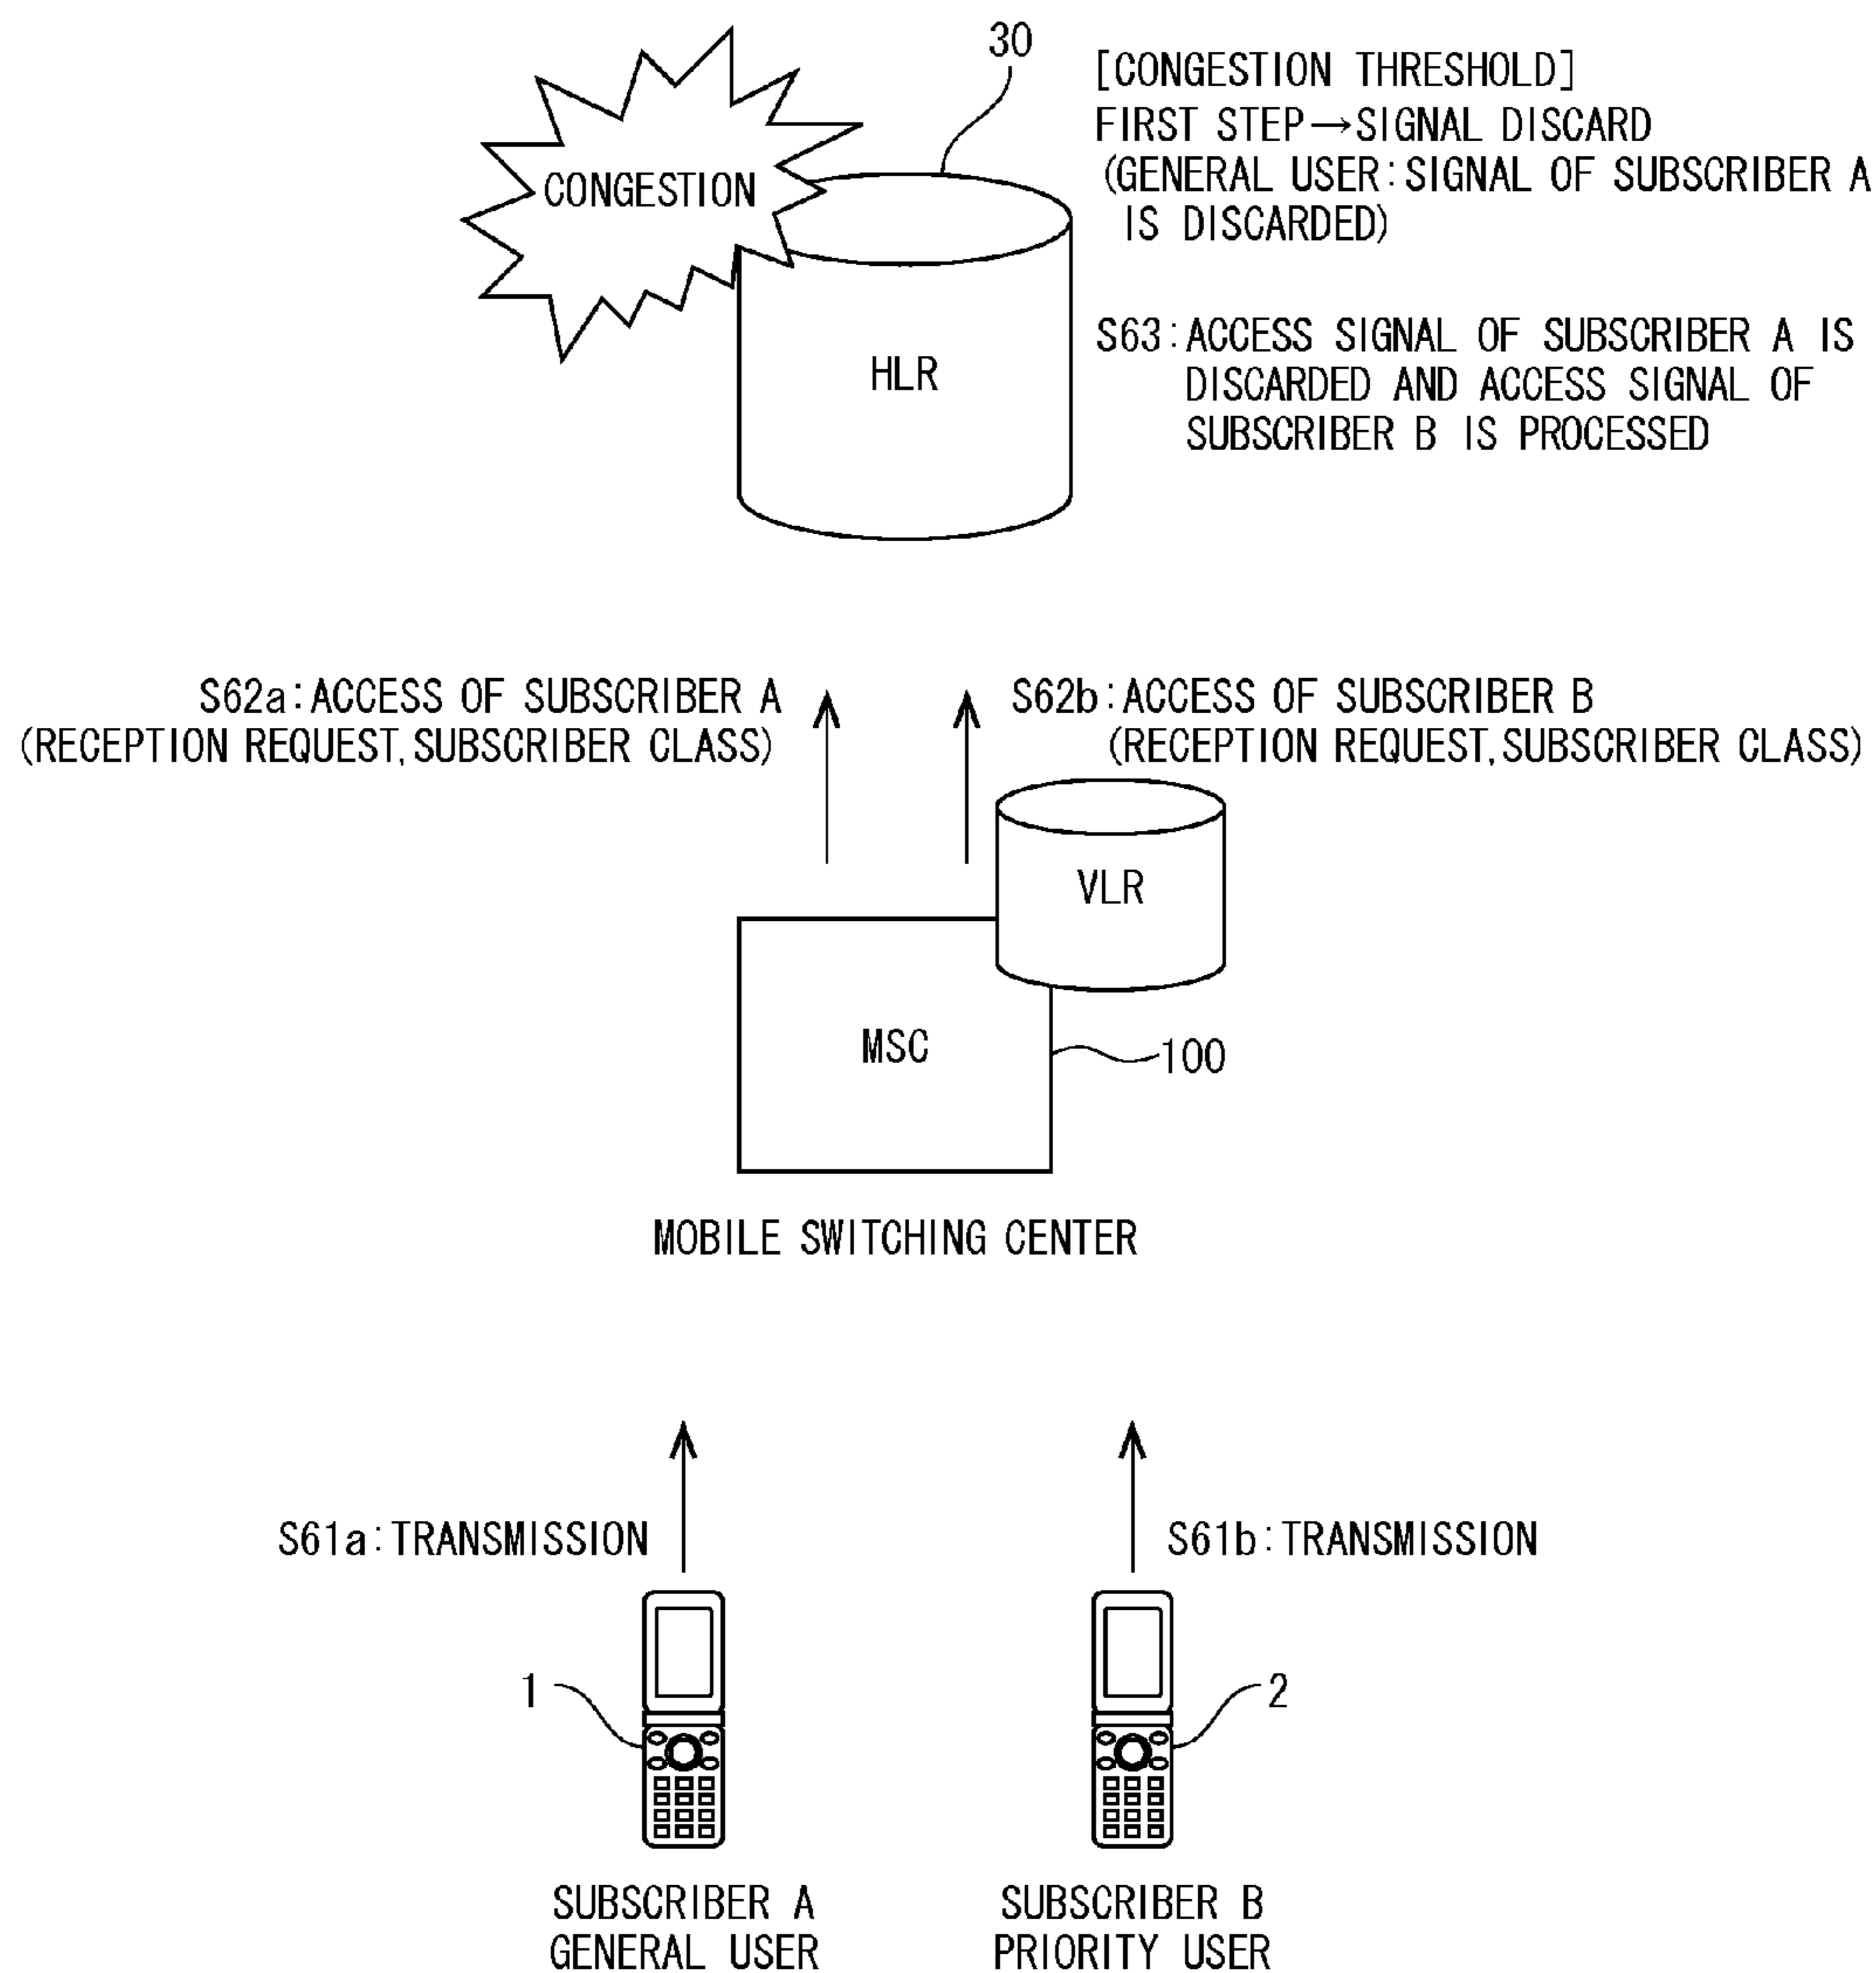 30
[CONGESTION THRESHOLD]
FIRST STEP→SIGNAL DISCARD
(GENERAL USER:SIGNAL OF SUBSCRIBER A
IS DISCARDED)
CONGESTION
S63:ACCESS SIGNAL OF SUBSCRIBER A IS
DISCARDED AND ACCESS SIGNAL OF
SUBSCRIBER B IS PROCESSED
HLR
S62a:ACCESS OF SUBSCRIBER A
(RECEPTION REQUEST,SUBSCRIBER CLASS)
S62b:ACCESS OF SUBSCRIBER B
(RECEPTION REQUEST,SUBSCRIBER CLASS)
VLR
MSC
100
MOBILE SWITCHING CENTER
S61a:TRANSMISSION
S61b:TRANSMISSION
1
2
SUBSCRIBER A
GENERAL USER
SUBSCRIBER B
PRIORITY USER